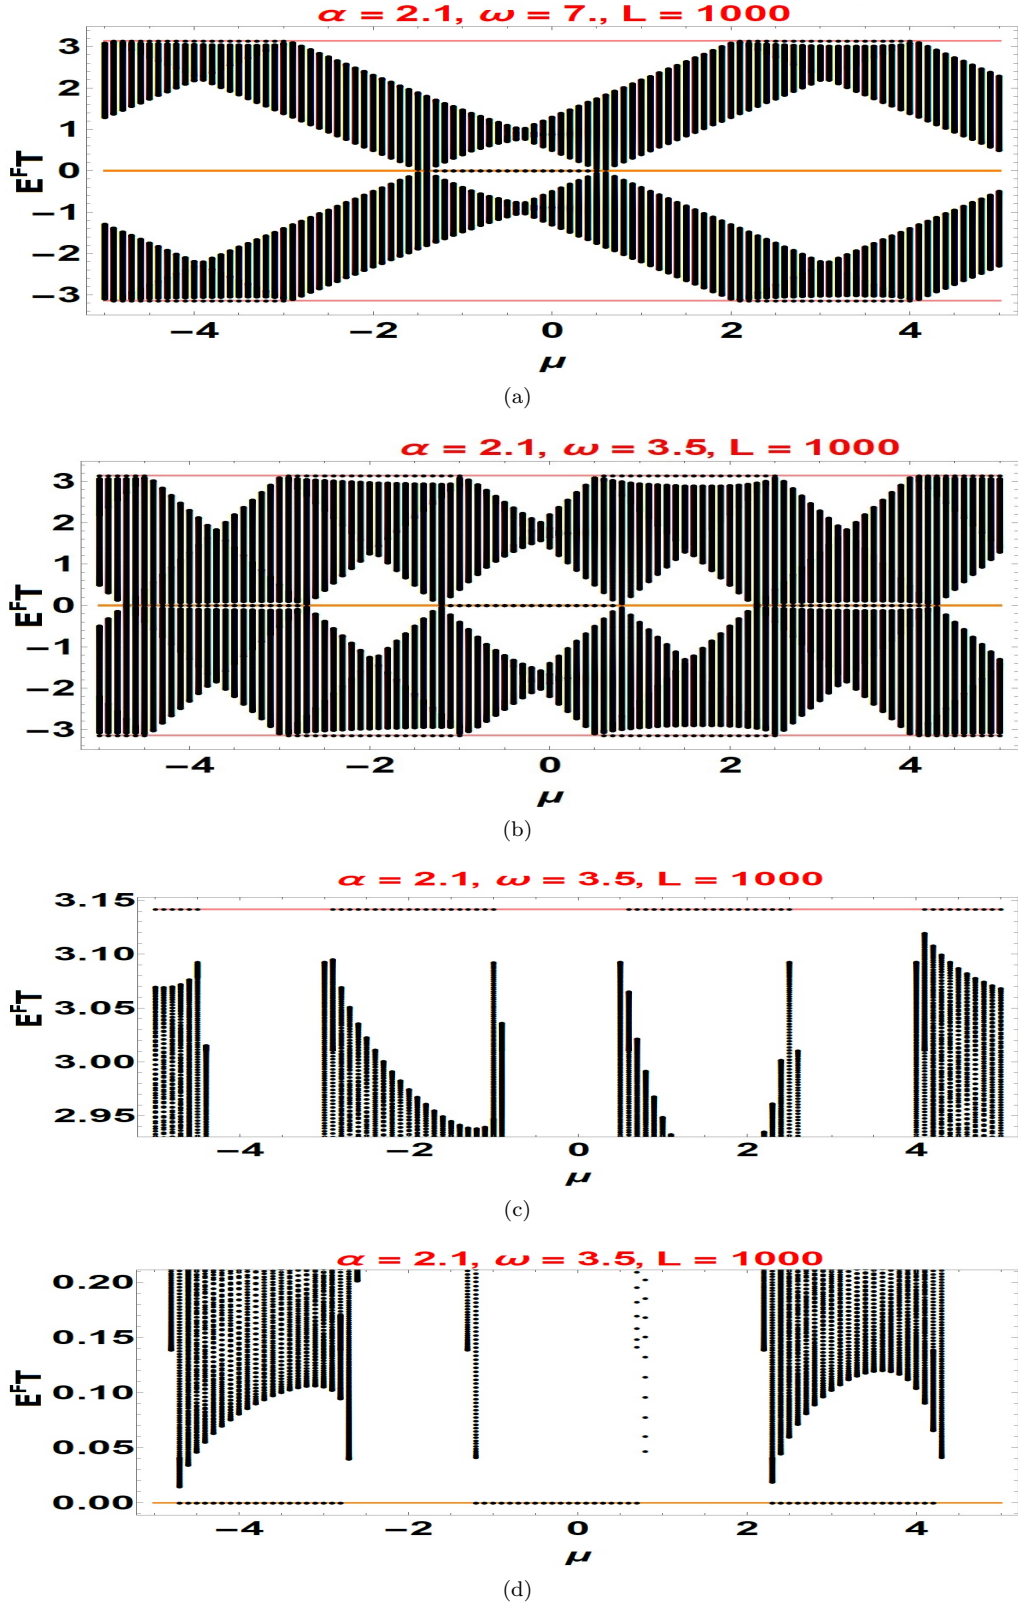 α = 2.1, ω = 7., L = 1000
3
2
1
0
−1
−2
−3
EᶠT
−4 −2 0 2 4
μ
(a)
α = 2.1, ω = 3.5, L = 1000
3
2
1
0
−1
−2
−3
EᶠT
−4 −2 0 2 4
μ
(b)
α = 2.1, ω = 3.5, L = 1000
3.15
3.10
3.05
3.00
2.95
EᶠT
−4 −2 0 2 4
μ
(c)
α = 2.1, ω = 3.5, L = 1000
0.20
0.15
0.10
0.05
0.00
EᶠT
−4 −2 0 2 4
μ
(d)